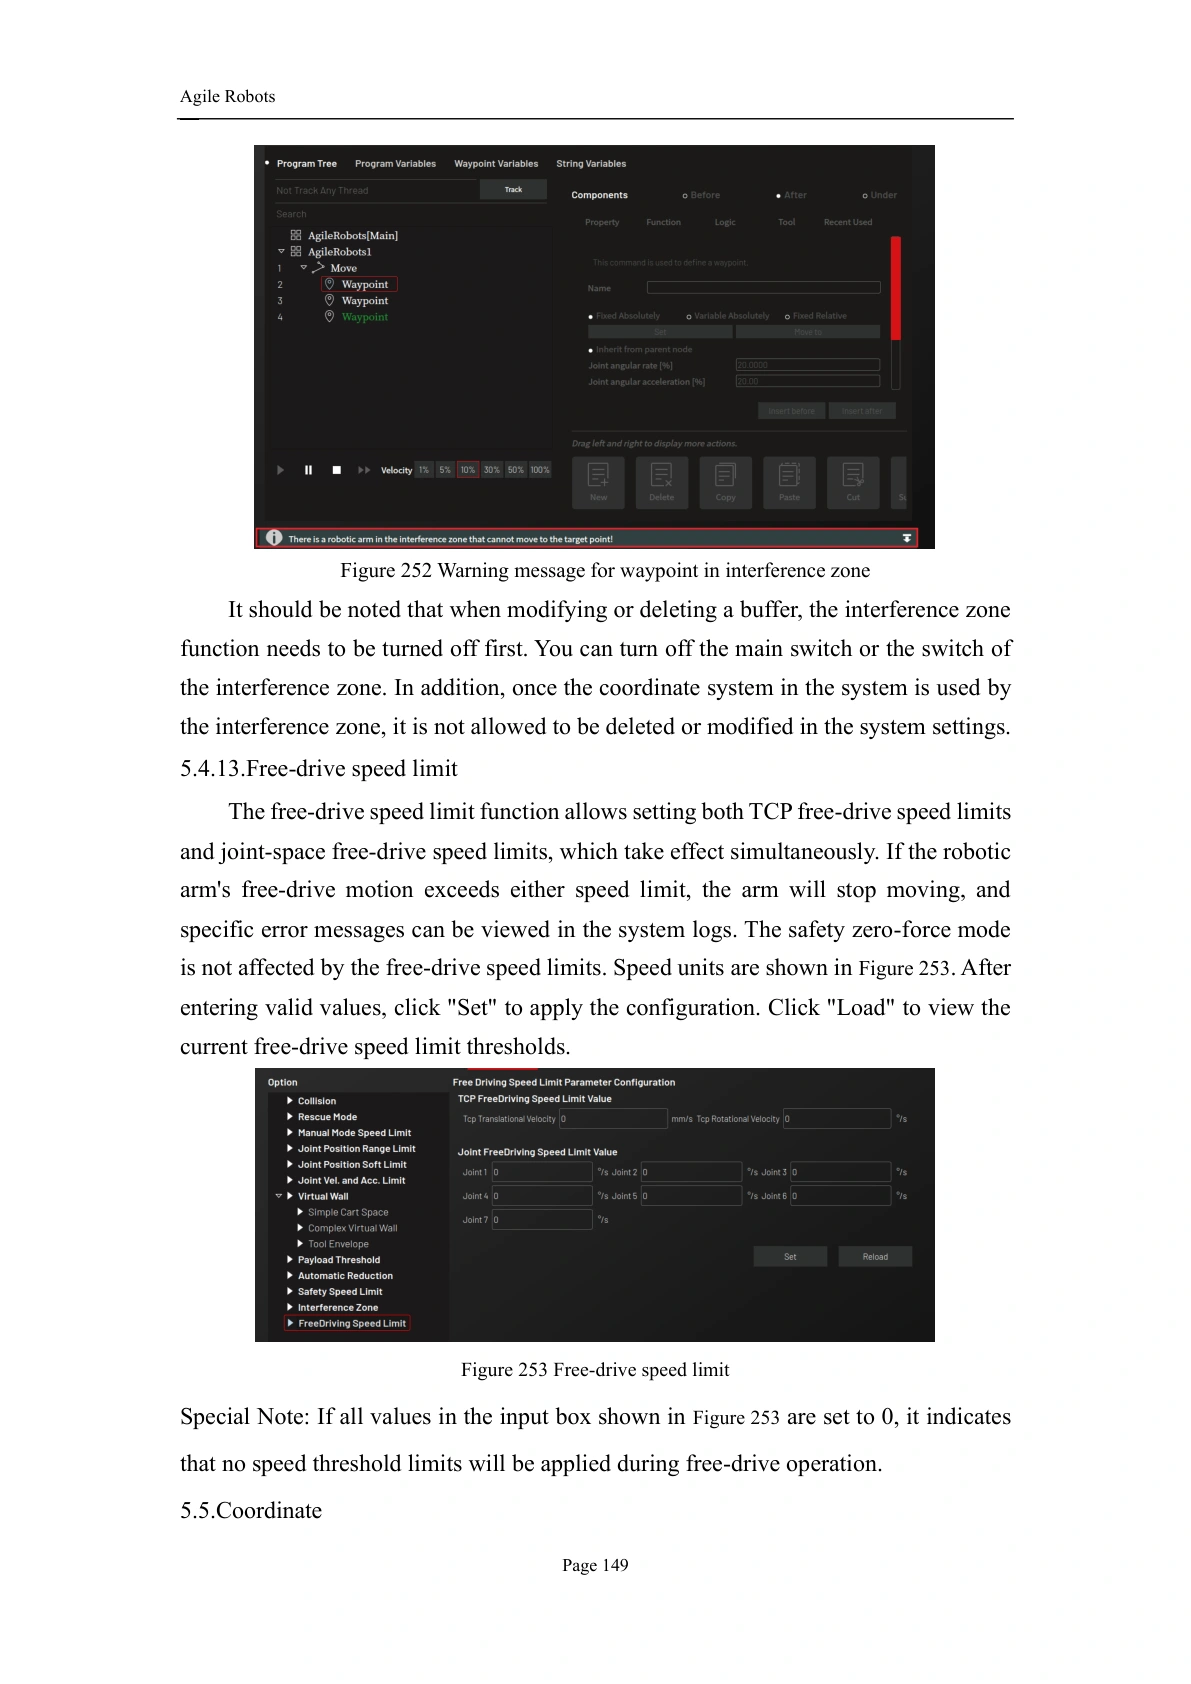 Agile Robots
Program Tree Program Variables Waypoint Variables String Variables
Not Track Any Thread Track
Components Before After Under
Search
Property Function Logic Tool Recent Used
AgileRobots[Main]
AgileRobots1
This command is used to define a waypoint.
1 Move
2 Waypoint
Name
3 Waypoint
4 Waypoint
Fixed Absolutely Variable Absolutely Fixed Relative
Set Move to
Inherit from parent node
Joint angular rate [%] 20.0000
Joint angular acceleration [%] 20.00
Insert before Insert after
Drag left and right to display more actions.
Velocity 1% 5% 10% 30% 50% 100%
New Delete Copy Paste Cut
There is a robotic arm in the interference zone that cannot move to the target point!
Figure 252 Warning message for waypoint in interference zone
It should be noted that when modifying or deleting a buffer, the interference zone
function needs to be turned off first. You can turn off the main switch or the switch of
the interference zone. In addition, once the coordinate system in the system is used by
the interference zone, it is not allowed to be deleted or modified in the system settings.
5.4.13.Free-drive speed limit
The free-drive speed limit function allows setting both TCP free-drive speed limits
and joint-space free-drive speed limits, which take effect simultaneously. If the robotic
arm's free-drive motion exceeds either speed limit, the arm will stop moving, and
specific error messages can be viewed in the system logs. The safety zero-force mode
is not affected by the free-drive speed limits. Speed units are shown in Figure 253. After
entering valid values, click "Set" to apply the configuration. Click "Load" to view the
current free-drive speed limit thresholds.
Option
Collision
Rescue Mode
Manual Mode Speed Limit
Joint Position Range Limit
Joint Position Soft Limit
Joint Vel. and Acc. Limit
Virtual Wall
Simple Cart Space
Complex Virtual Wall
Tool Envelope
Payload Threshold
Automatic Reduction
Safety Speed Limit
Interference Zone
FreeDriving Speed Limit
Free Driving Speed Limit Parameter Configuration
TCP FreeDriving Speed Limit Value
Tcp Translational Velocity 0 mm/s Tcp Rotational Velocity 0 °/s
Joint FreeDriving Speed Limit Value
Joint 1 0 °/s Joint 2 0 °/s Joint 3 0 °/s
Joint 4 0 °/s Joint 5 0 °/s Joint 6 0 °/s
Joint 7 0 °/s
Set Reload
Figure 253 Free-drive speed limit
Special Note: If all values in the input box shown in Figure 253 are set to 0, it indicates
that no speed threshold limits will be applied during free-drive operation.
5.5.Coordinate
Page 149